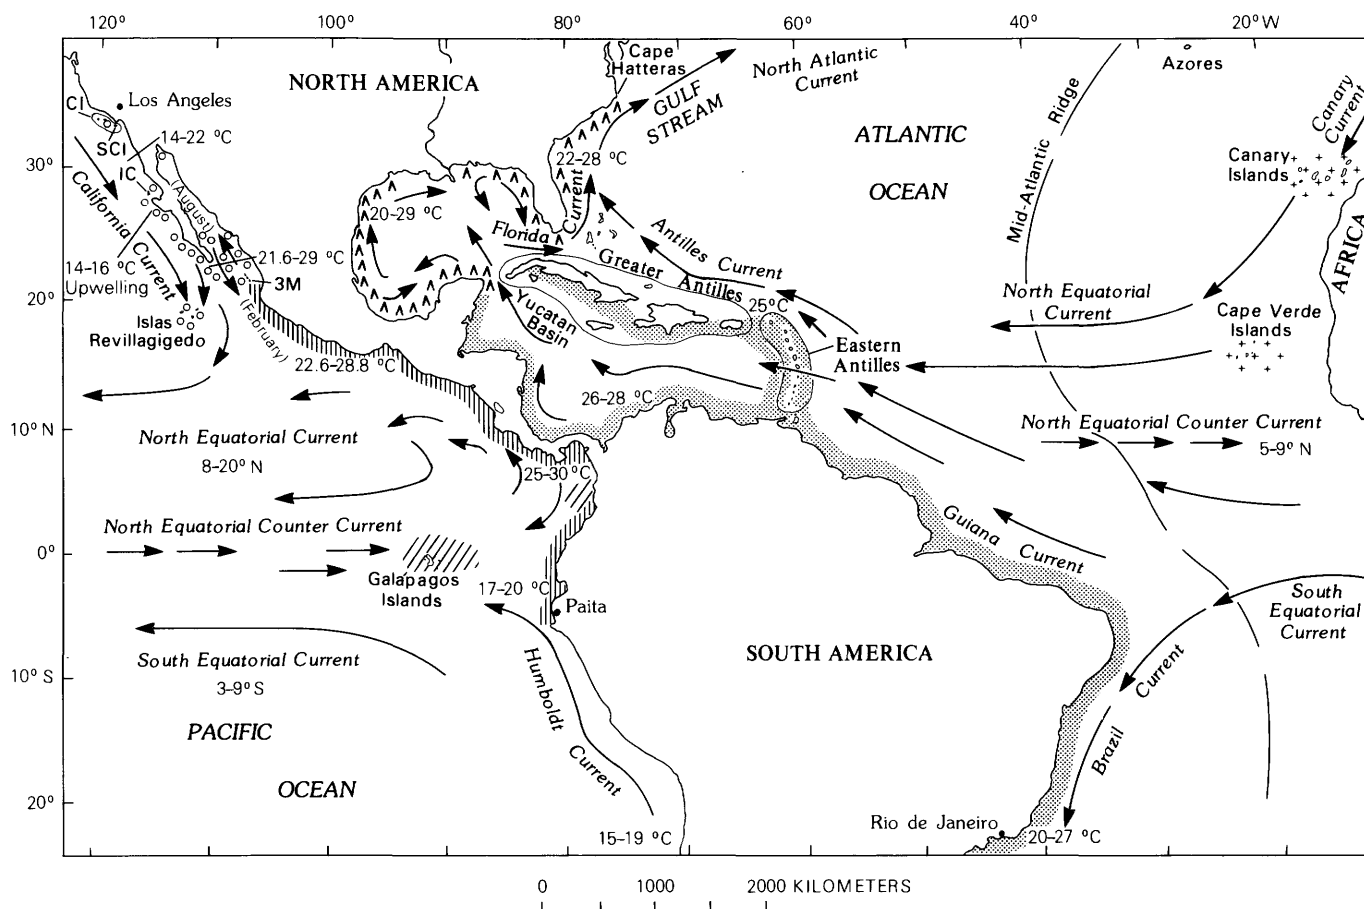 120°
100°
80°
60°
40°
20°W
Cape
Hatteras
North Atlantic
Current
Azores
NORTH AMERICA
GULF
STREAM
Mid-Atlantic Ridge
Canary
Current
CI
Los Angeles
ATLANTIC
OCEAN
SCI
14–22 °C
22–28 °C
Canary
Islands
30°
IC
(August)
20–29 °C
Current
Florida
Antilles Current
California Current
AFRICA
14–16 °C
Upwelling
21.6–29 °C
3M
Greater
Antilles
20°
Islas
Revillagigedo
(February)
Yucatan
Basin
25°C
North Equatorial
Current
Cape Verde
Islands
22.6–28.8 °C
Eastern
Antilles
26–28 °C
10° N
North Equatorial Current
8–20° N
North Equatorial Counter Current
5–9° N
25–30 °C
North Equatorial Counter Current
Guiana Current
0°
Galapagos
Islands
17–20 °C
Paita
South
Equatorial
Current
10° S
South Equatorial Current
3–9° S
SOUTH AMERICA
Humboldt Current
Brazil Current
PACIFIC
OCEAN
20°
15–19 °C
Rio de Janeiro
20–27 °C
0
1000
2000 KILOMETERS